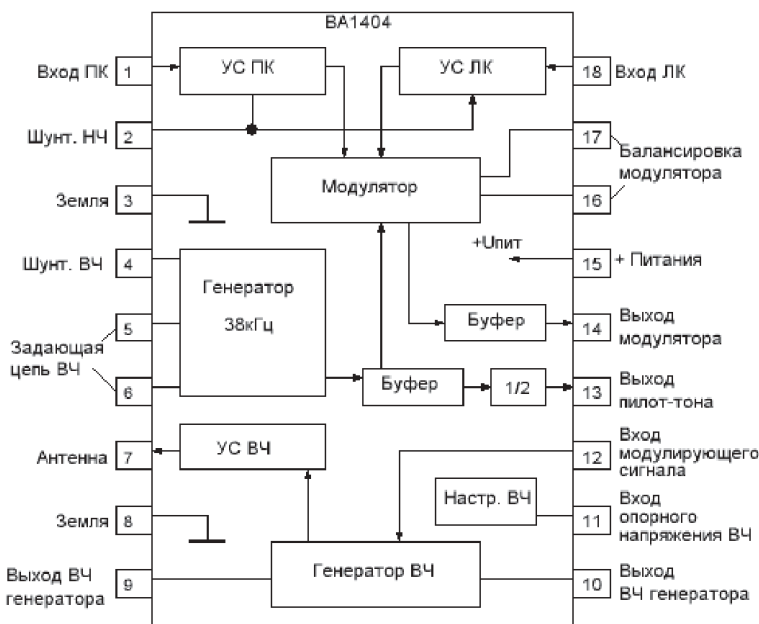 BA1404
Вход ПК
1
УС ПК
УС ЛК
18
Вход ЛК
Шунт. НЧ
2
17
Балансировка
модулятора
Модулятор
16
Земля
3
Шунт. ВЧ
4
Генератор
38кГц
+Uпит
15
+ Питания
Задающая
цепь ВЧ
5
6
Буфер
14
Выход
модулятора
Буфер
1/2
13
Выход
пилот-тона
Антенна
7
УС ВЧ
12
Вход
модулирующего
сигнала
Земля
8
Настр. ВЧ
11
Вход
опорного
напряжения ВЧ
Выход ВЧ
генератора
9
Генератор ВЧ
10
Выход
ВЧ генератора